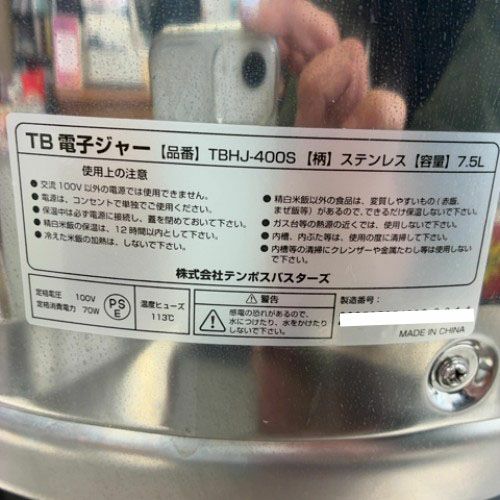 TB 電子ジャー 【品番】 TBHJ-400S 【柄】 ステンレス 【容量】 7.5L
使用上の注意
● 交流100V以外の電源では使用できません。
● 電源は、コンセントで単独でご使用ください。
● 保温中は必ず電源に接続し、蓋を閉めておいて下さい。
● 精白米飯の保温は、12時間以内として下さい。
● 冷えた米飯の加熱は、しないで下さい。
● 精白米飯以外の食品は、変質しやすいもの(赤飯、
まぜ飯等)があるので、できるだけ保温しないで下さい。
● ガス台等の熱源の近くでは、使用しないで下さい。
● 内槽、内ぶた等は、使用の度に清掃して下さい。
● 内槽等の清掃にクレンザーや金属たわし等は使用しない
で下さい。
株式会社テンポスバスターズ
定格電圧 100V
定格消費電力 70W
PS
E
温度ヒューズ
113℃
⚠ 警告
感電の恐れがあるので、
水につけたり、水をかけたり
しないで下さい。
製造番号:
MADE IN CHINA